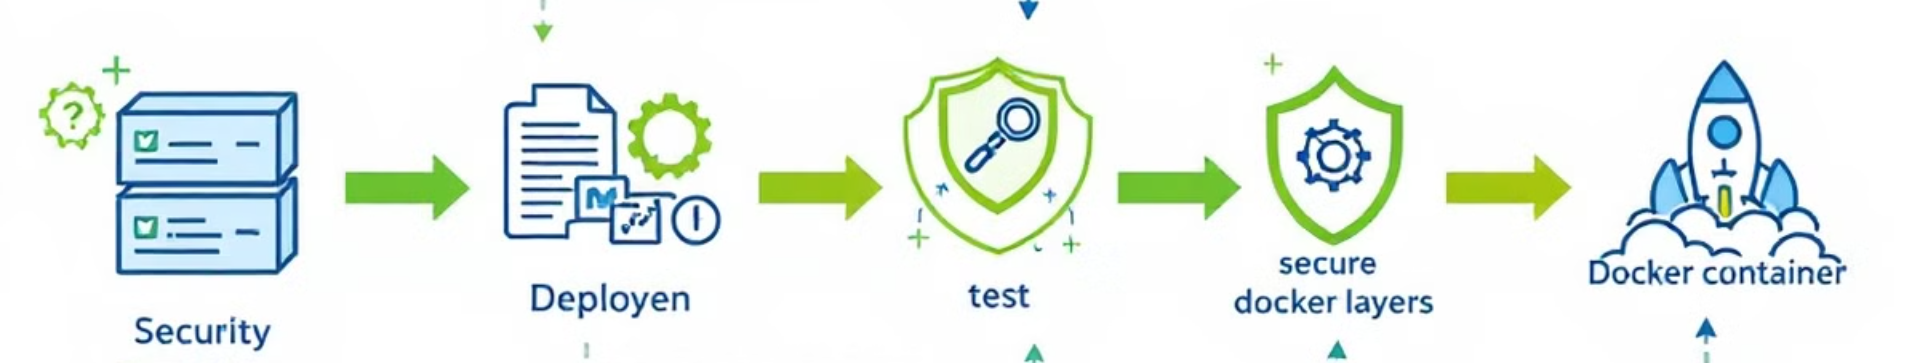 ?
Security
Deployen
test
secure
docker layers
Docker container